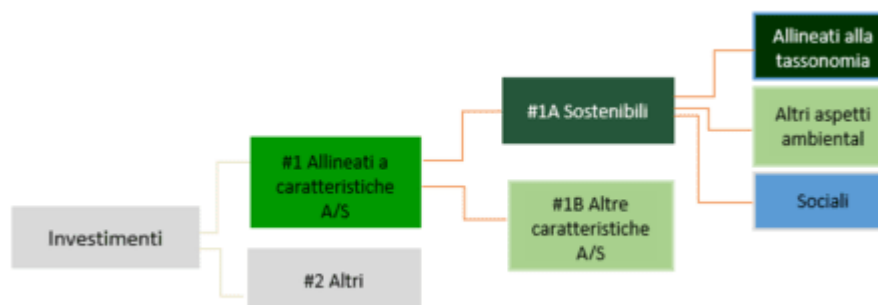 Investimenti
#1 Allineati a
caratteristiche
A/S
#2 Altri
#1A Sostenibili
#1B Altre
caratteristiche
A/S
Allineati alla
tassonomia
Altri aspetti
ambiental
Sociali